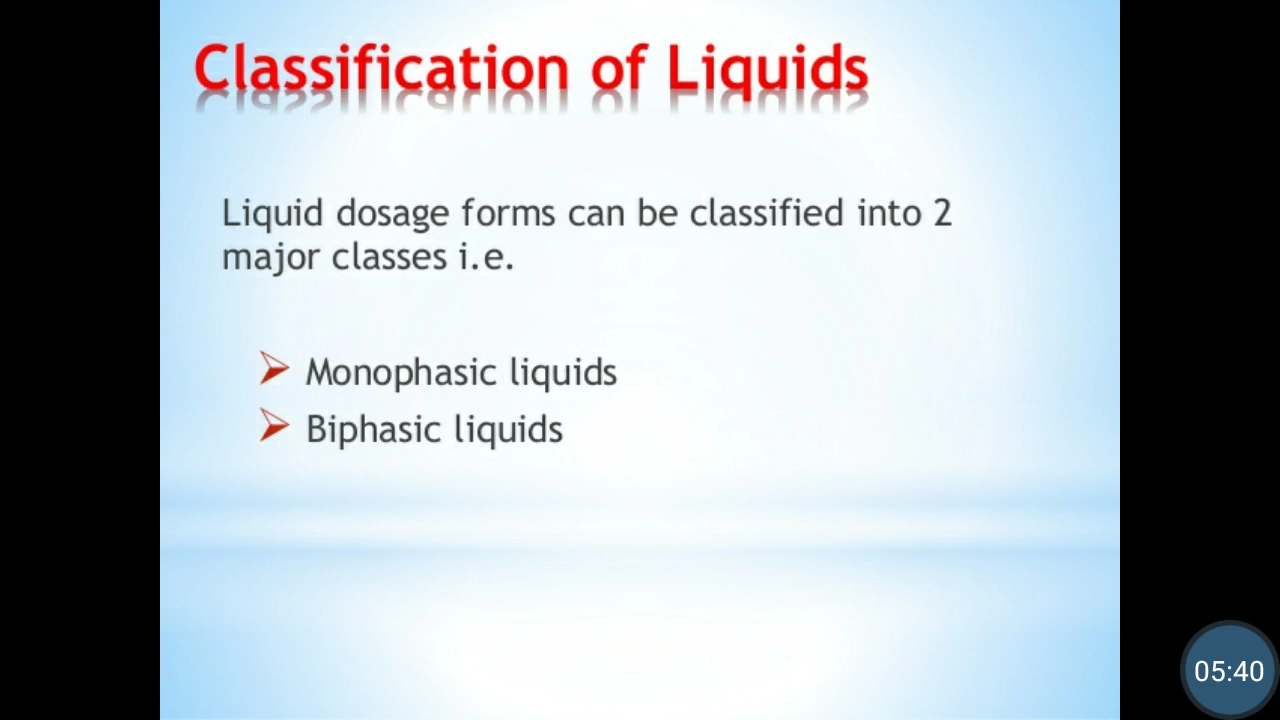 Classification of Liquids
Liquid dosage forms can be classified into 2
major classes i.e.
Monophasic liquids
Biphasic liquids
05:40